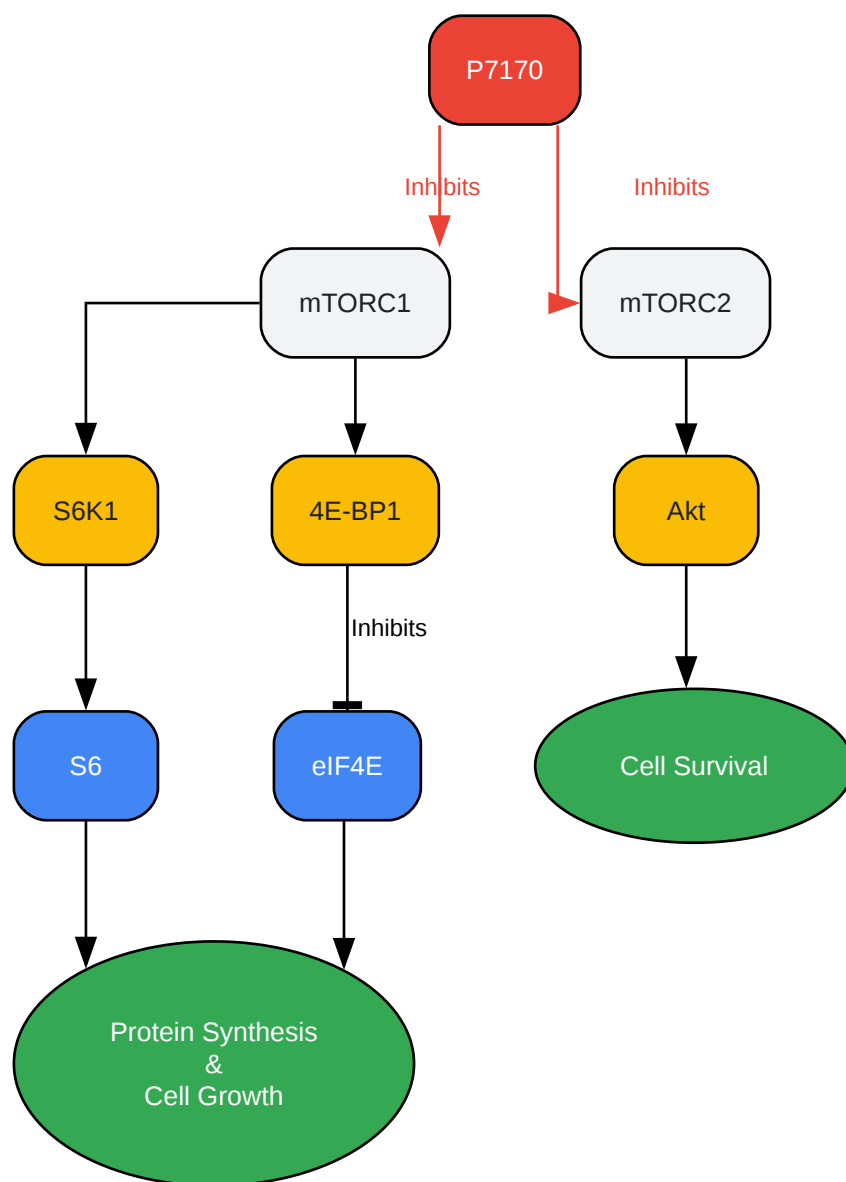 P7170
Inhibits
Inhibits
mTORC1
mTORC2
S6K1
4E-BP1
Akt
Inhibits
S6
eIF4E
Cell Survival
Protein Synthesis
&
Cell Growth